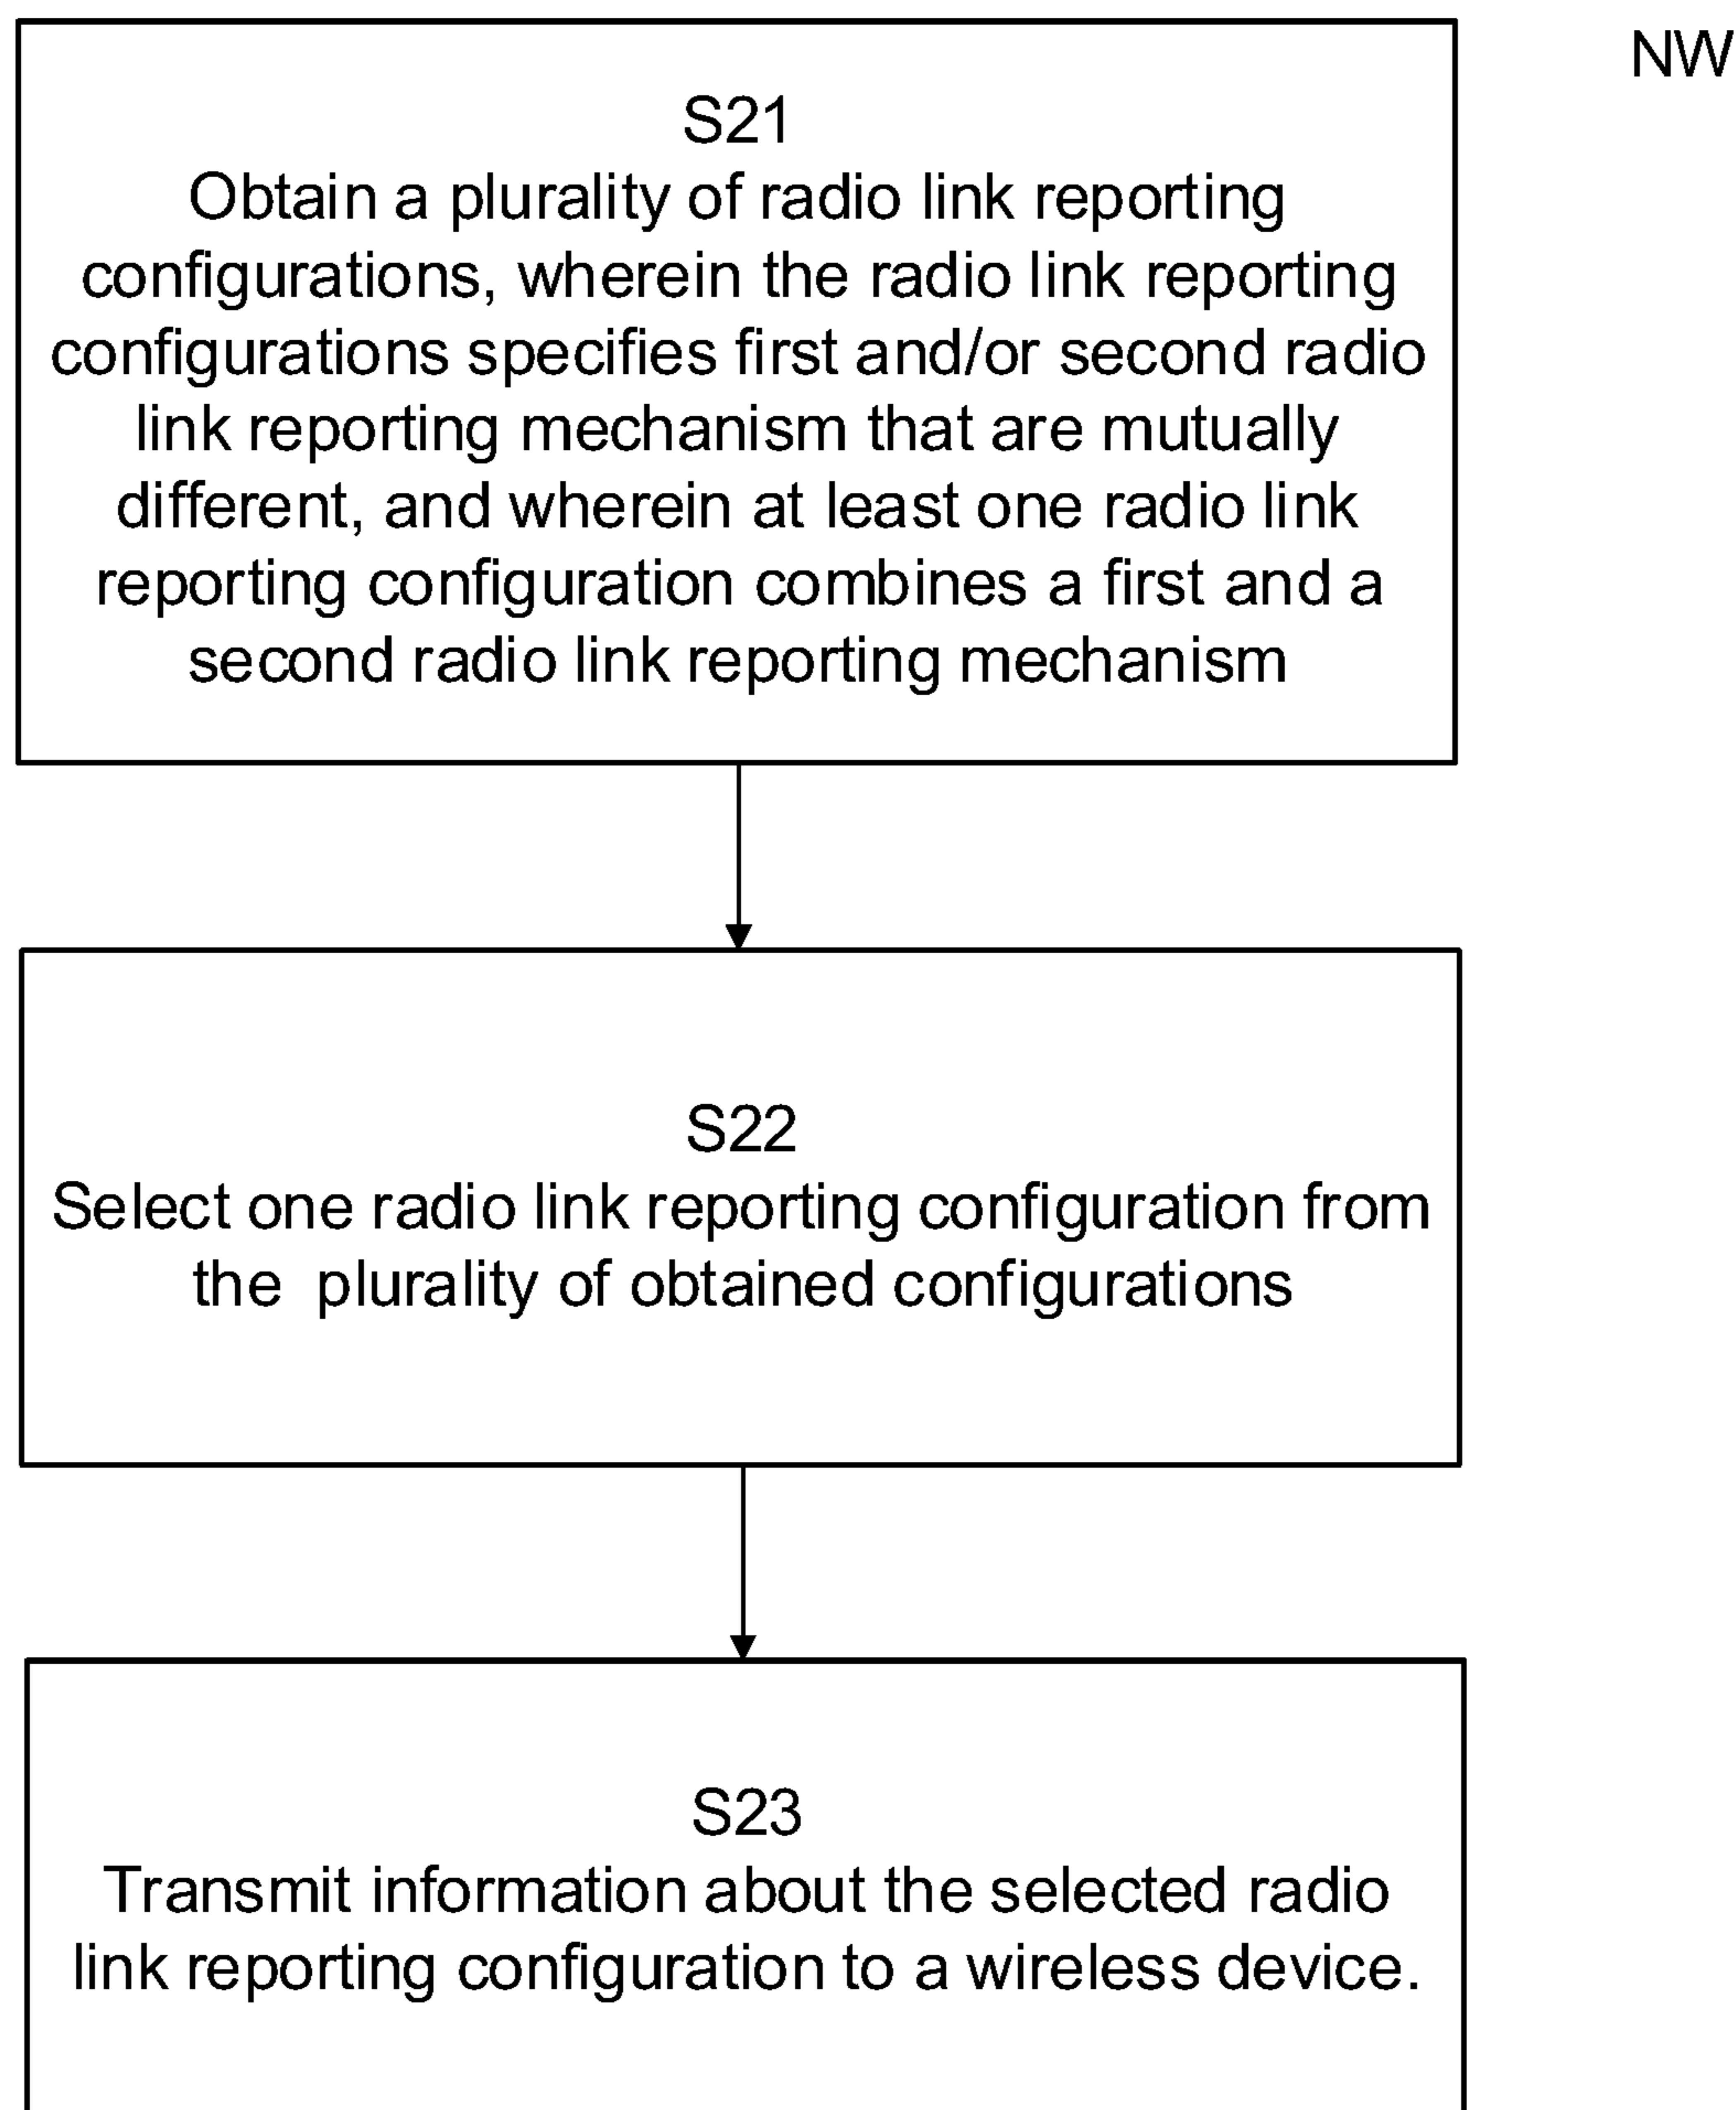 NW
S21
Obtain a plurality of radio link reporting
configurations, wherein the radio link reporting
configurations specifies first and/or second radio
link reporting mechanism that are mutually
different, and wherein at least one radio link
reporting configuration combines a first and a
second radio link reporting mechanism
S22
Select one radio link reporting configuration from
the plurality of obtained configurations
S23
Transmit information about the selected radio
link reporting configuration to a wireless device.